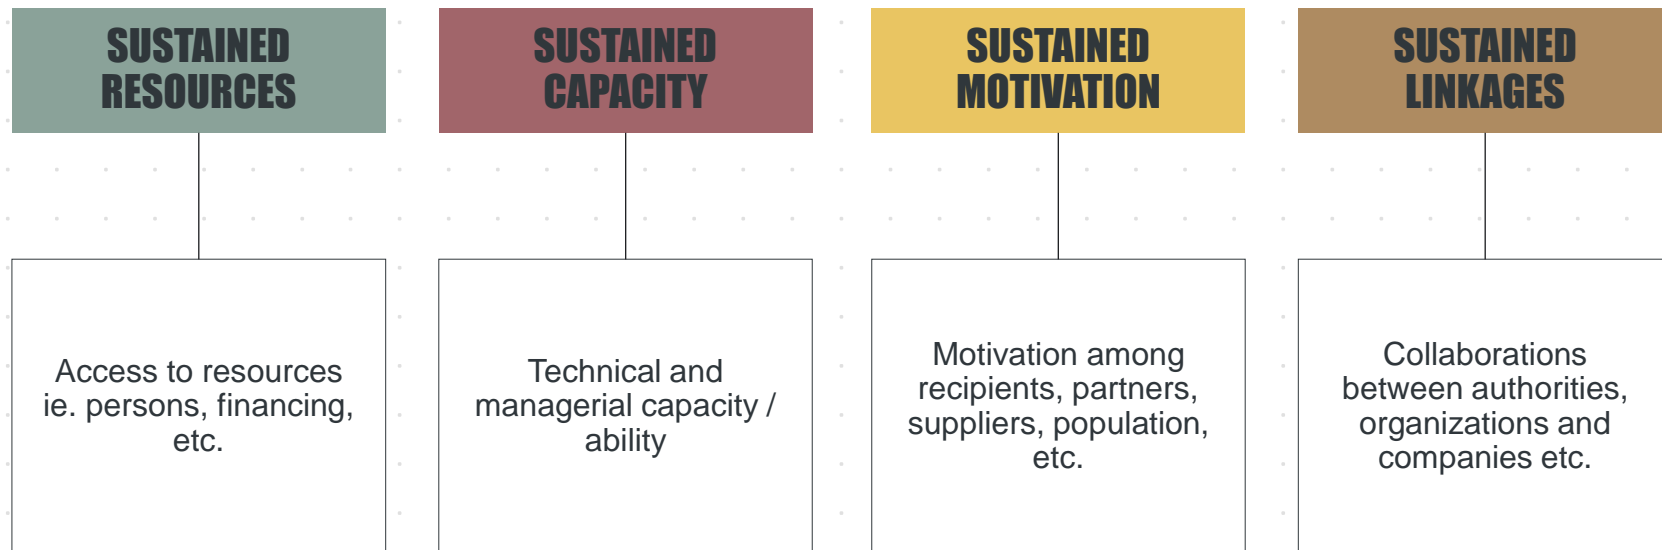 SUSTAINED
RESOURCES
SUSTAINED
CAPACITY
SUSTAINED
MOTIVATION
SUSTAINED
LINKAGES
Access to resources
ie. persons, financing,
etc.
Technical and
managerial capacity /
ability
Motivation among
recipients, partners,
suppliers, population,
etc.
Collaborations
between authorities,
organizations and
companies etc.